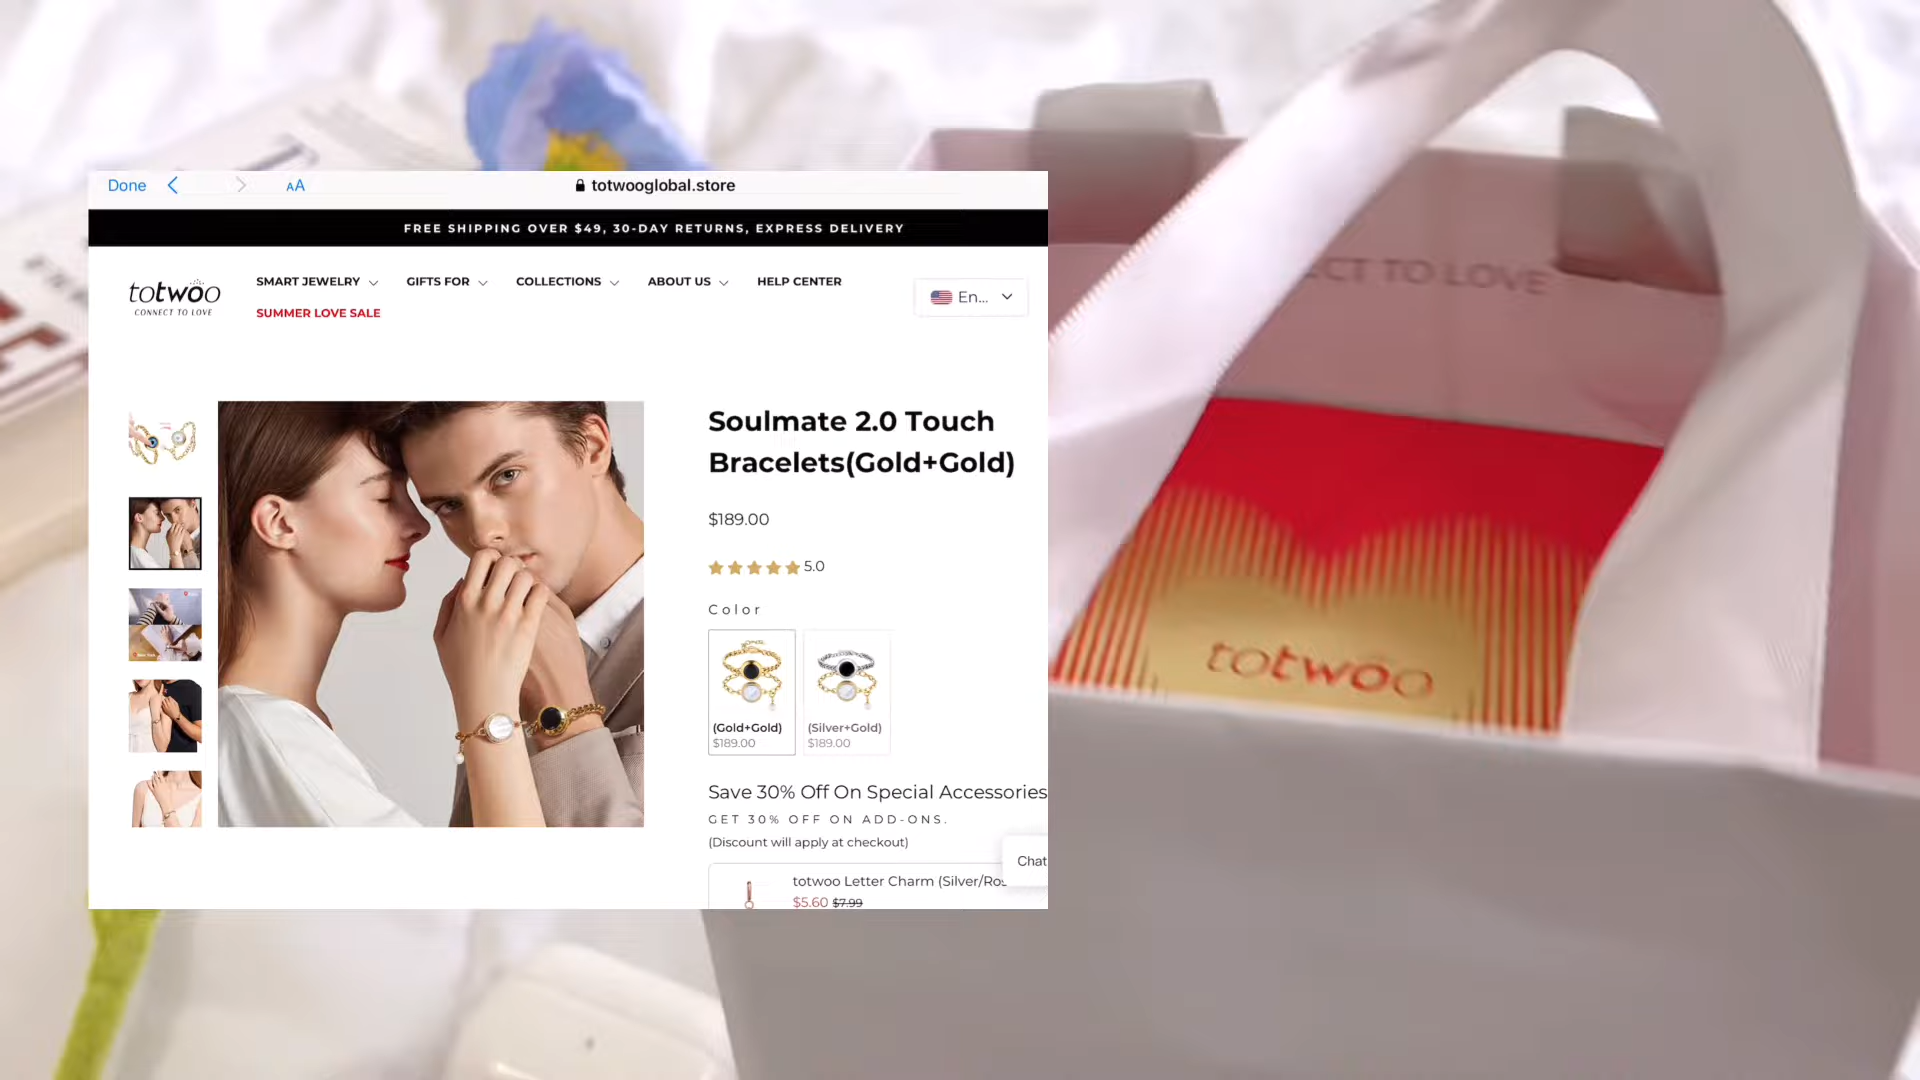 Done
AA
totwooglobal.store
FREE SHIPPING OVER $49, 30-DAY RETURNS, EXPRESS DELIVERY
totwoo
CONNECT TO LOVE
SMART JEWELRY
GIFTS FOR
COLLECTIONS
ABOUT US
HELP CENTER
SUMMER LOVE SALE
En...
Soulmate 2.0 Touch
Bracelets(Gold+Gold)
$189.00
5.0
Color
(Gold+Gold)
$189.00
(Silver+Gold)
$189.00
Save 30% Off On Special Accessories
GET 30% OFF ON ADD-ONS.
(Discount will apply at checkout)
Chat
totwoo Letter Charm (Silver/Ros
$5.60 $7.99
ECT TO LOVE
totwoo